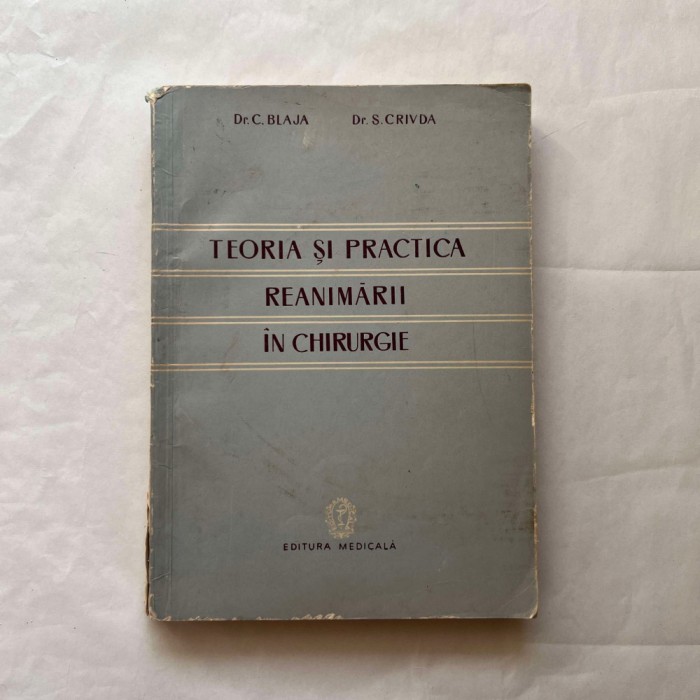 Dr. C. BLAJA Dr. S. CRIVDA
TEORIA ȘI PRACTICA
REANIMĂRII
ÎN CHIRURGIE
EDITURA MEDICALĂ